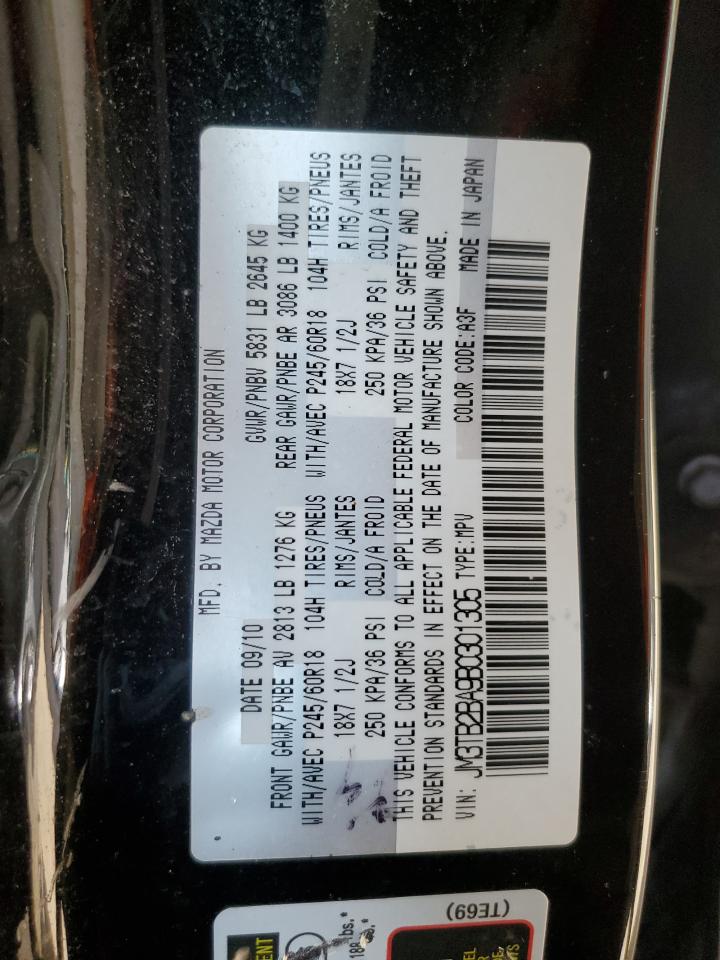 MFD. BY MAZDA MOTOR CORPORATION
DATE 09/10 GVWR/PNBV 5831 LB 2645 KG
FRONT GAWR/PNBE AV 2813 LB 1276 KG REAR GAWR/PNBE AR 3086 LB 1400 KG
WITH/AVEC P245/60R18 104H TIRES/PNEUS WITH/AVEC P245/60R18 104H TIRES/PNEUS
18X7 1/2J RIMS/JANTES 18X7 1/2J RIMS/JANTES
250 KPA/36 PSI COLD/A FROID 250 KPA/36 PSI COLD/A FROID
THIS VEHICLE CONFORMS TO ALL APPLICABLE FEDERAL MOTOR VEHICLE SAFETY AND THEFT
PREVENTION STANDARDS IN EFFECT ON THE DATE OF MANUFACTURE SHOWN ABOVE.
VIN: JM3TB2BA9B0301305 TYPE:MPV COLOR CODE:A3F MADE IN JAPAN
(TE69)